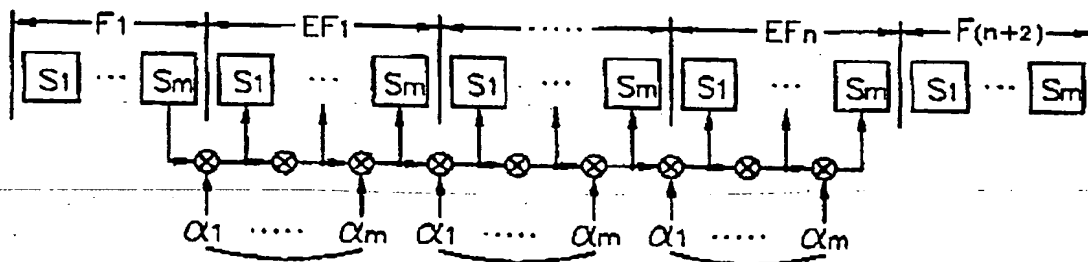 F1 EF1 ····· EFn F(n+2)
S1 ··· Sm S1 ··· Sm S1 ··· Sm S1 ··· Sm S1 ··· Sm
α1 ····· αm α1 ····· αm α1 ····· αm